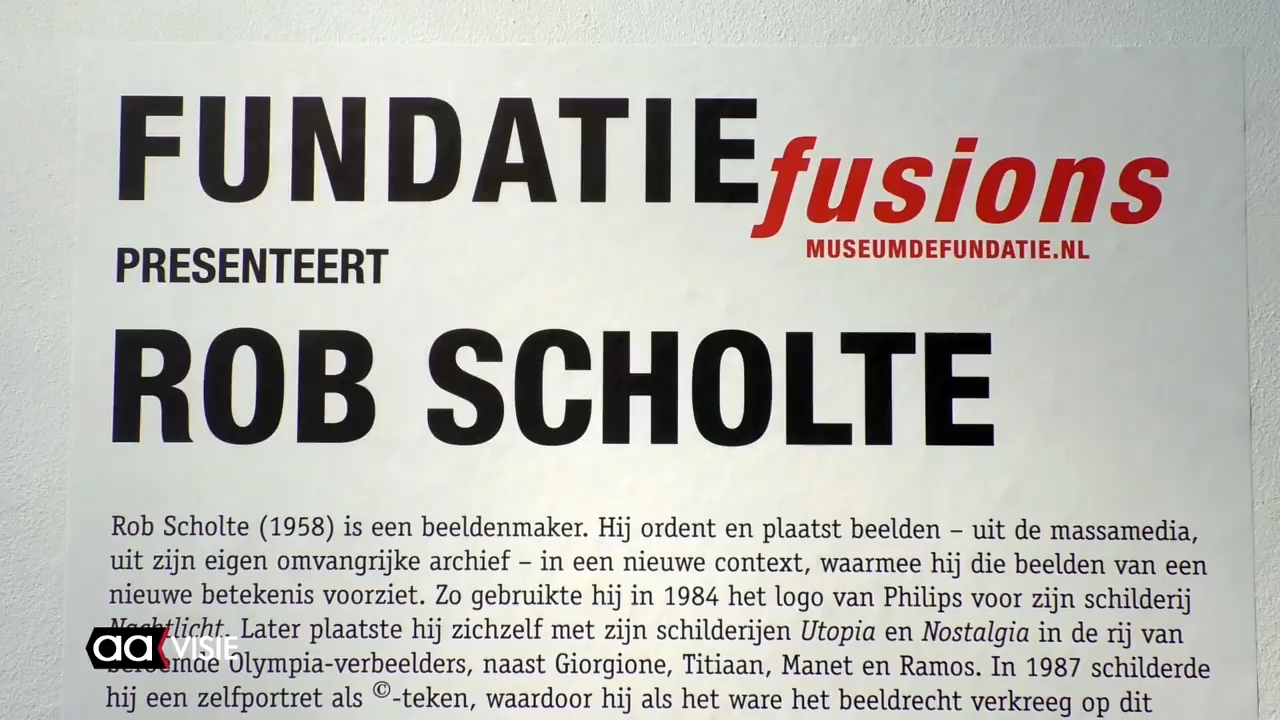 FUNDATIE fusions
MUSEUMDEFUNDATIE.NL
PRESENTEERT
ROB SCHOLTE
Rob Scholte (1958) is een beeldenmaker. Hij ordent en plaatst beelden – uit de massamedia,
uit zijn eigen omvangrijke archief – in een nieuwe context, waarmee hij die beelden van een
nieuwe betekenis voorziet. Zo gebruikte hij in 1984 het logo van Philips voor zijn schilderij
Nachtlicht. Later plaatste hij zichzelf met zijn schilderijen Utopia en Nostalgia in de rij van
beroemde Olympia-verbeelders, naast Giorgione, Titiaan, Manet en Ramos. In 1987 schilderde
hij een zelfportret als ©-teken, waardoor hij als het ware het beeldrecht verkreeg op dit
aa VISIE